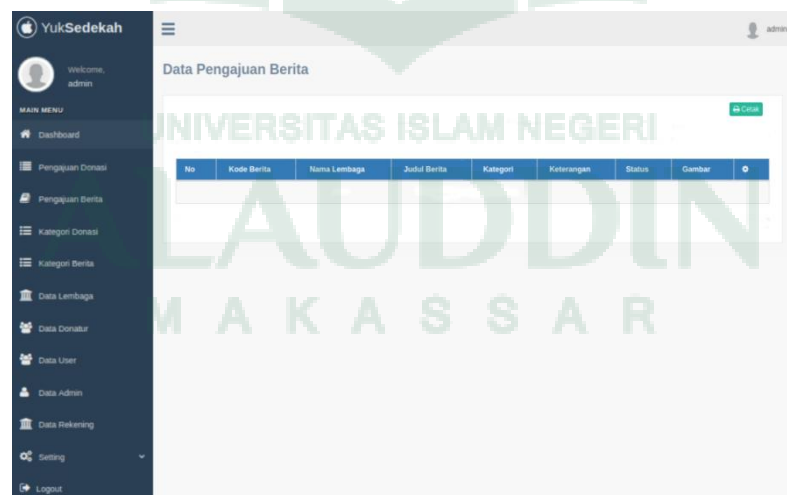 YukSedekah
admin
Welcome,
admin
Data Pengajuan Berita
MAIN MENU
Cetak
UNIVERSITAS ISLAM NEGERI
Dashboard
Pengajuan Donasi
No Kode Berita Nama Lembaga Judul Berita Kategori Keterangan Status Gambar
Pengajuan Berita
ALAUDDIN
Kategori Donasi
Kategori Berita
Data Lembaga
MAKASSAR
Data Donatur
Data User
Data Admin
Data Rekening
Setting
Logout